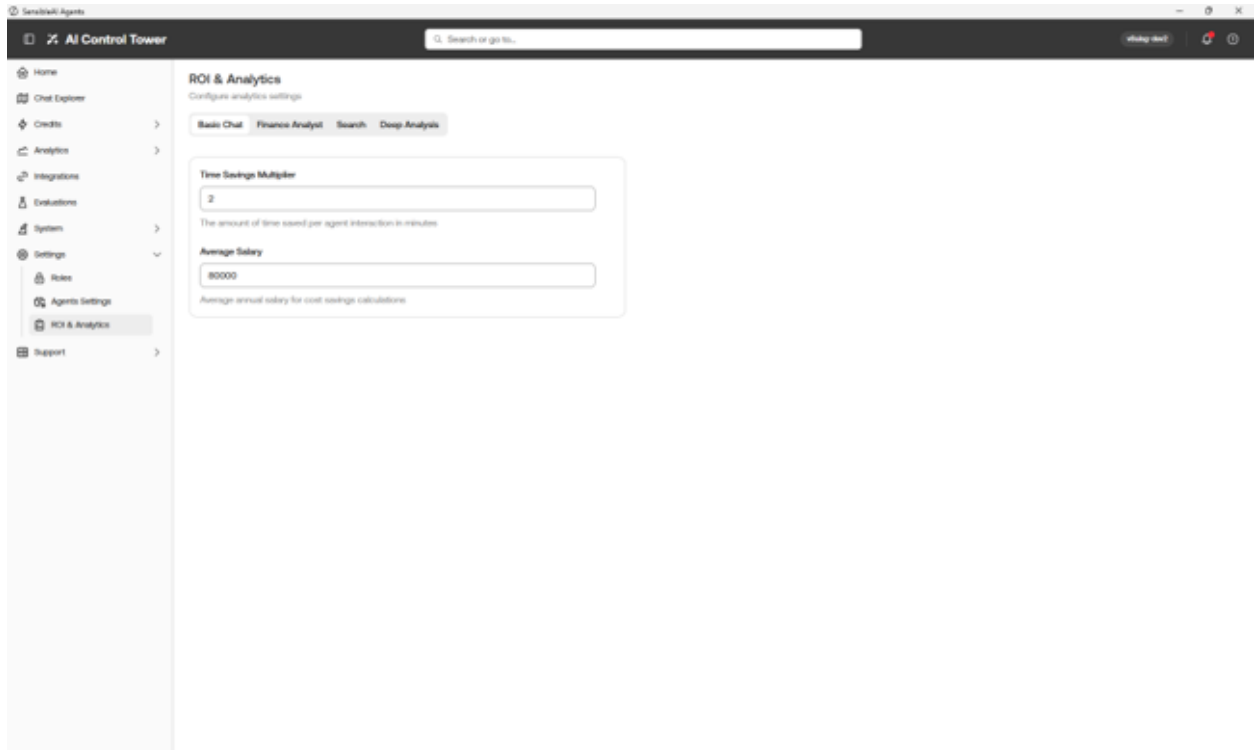 SensibleAI Agents
AI Control Tower
Search or go to...
Home
Chat Explorer
Credits
Analytics
Integrations
Evaluations
System
Settings
Roles
Agents Settings
ROI & Analytics
Support
ROI & Analytics
Configure analytics settings
Basic Chat Finance Analyst Search Deep Analysis
Time Savings Multiplier
2
The amount of time saved per agent interaction in minutes
Average Salary
80000
Average annual salary for cost savings calculations